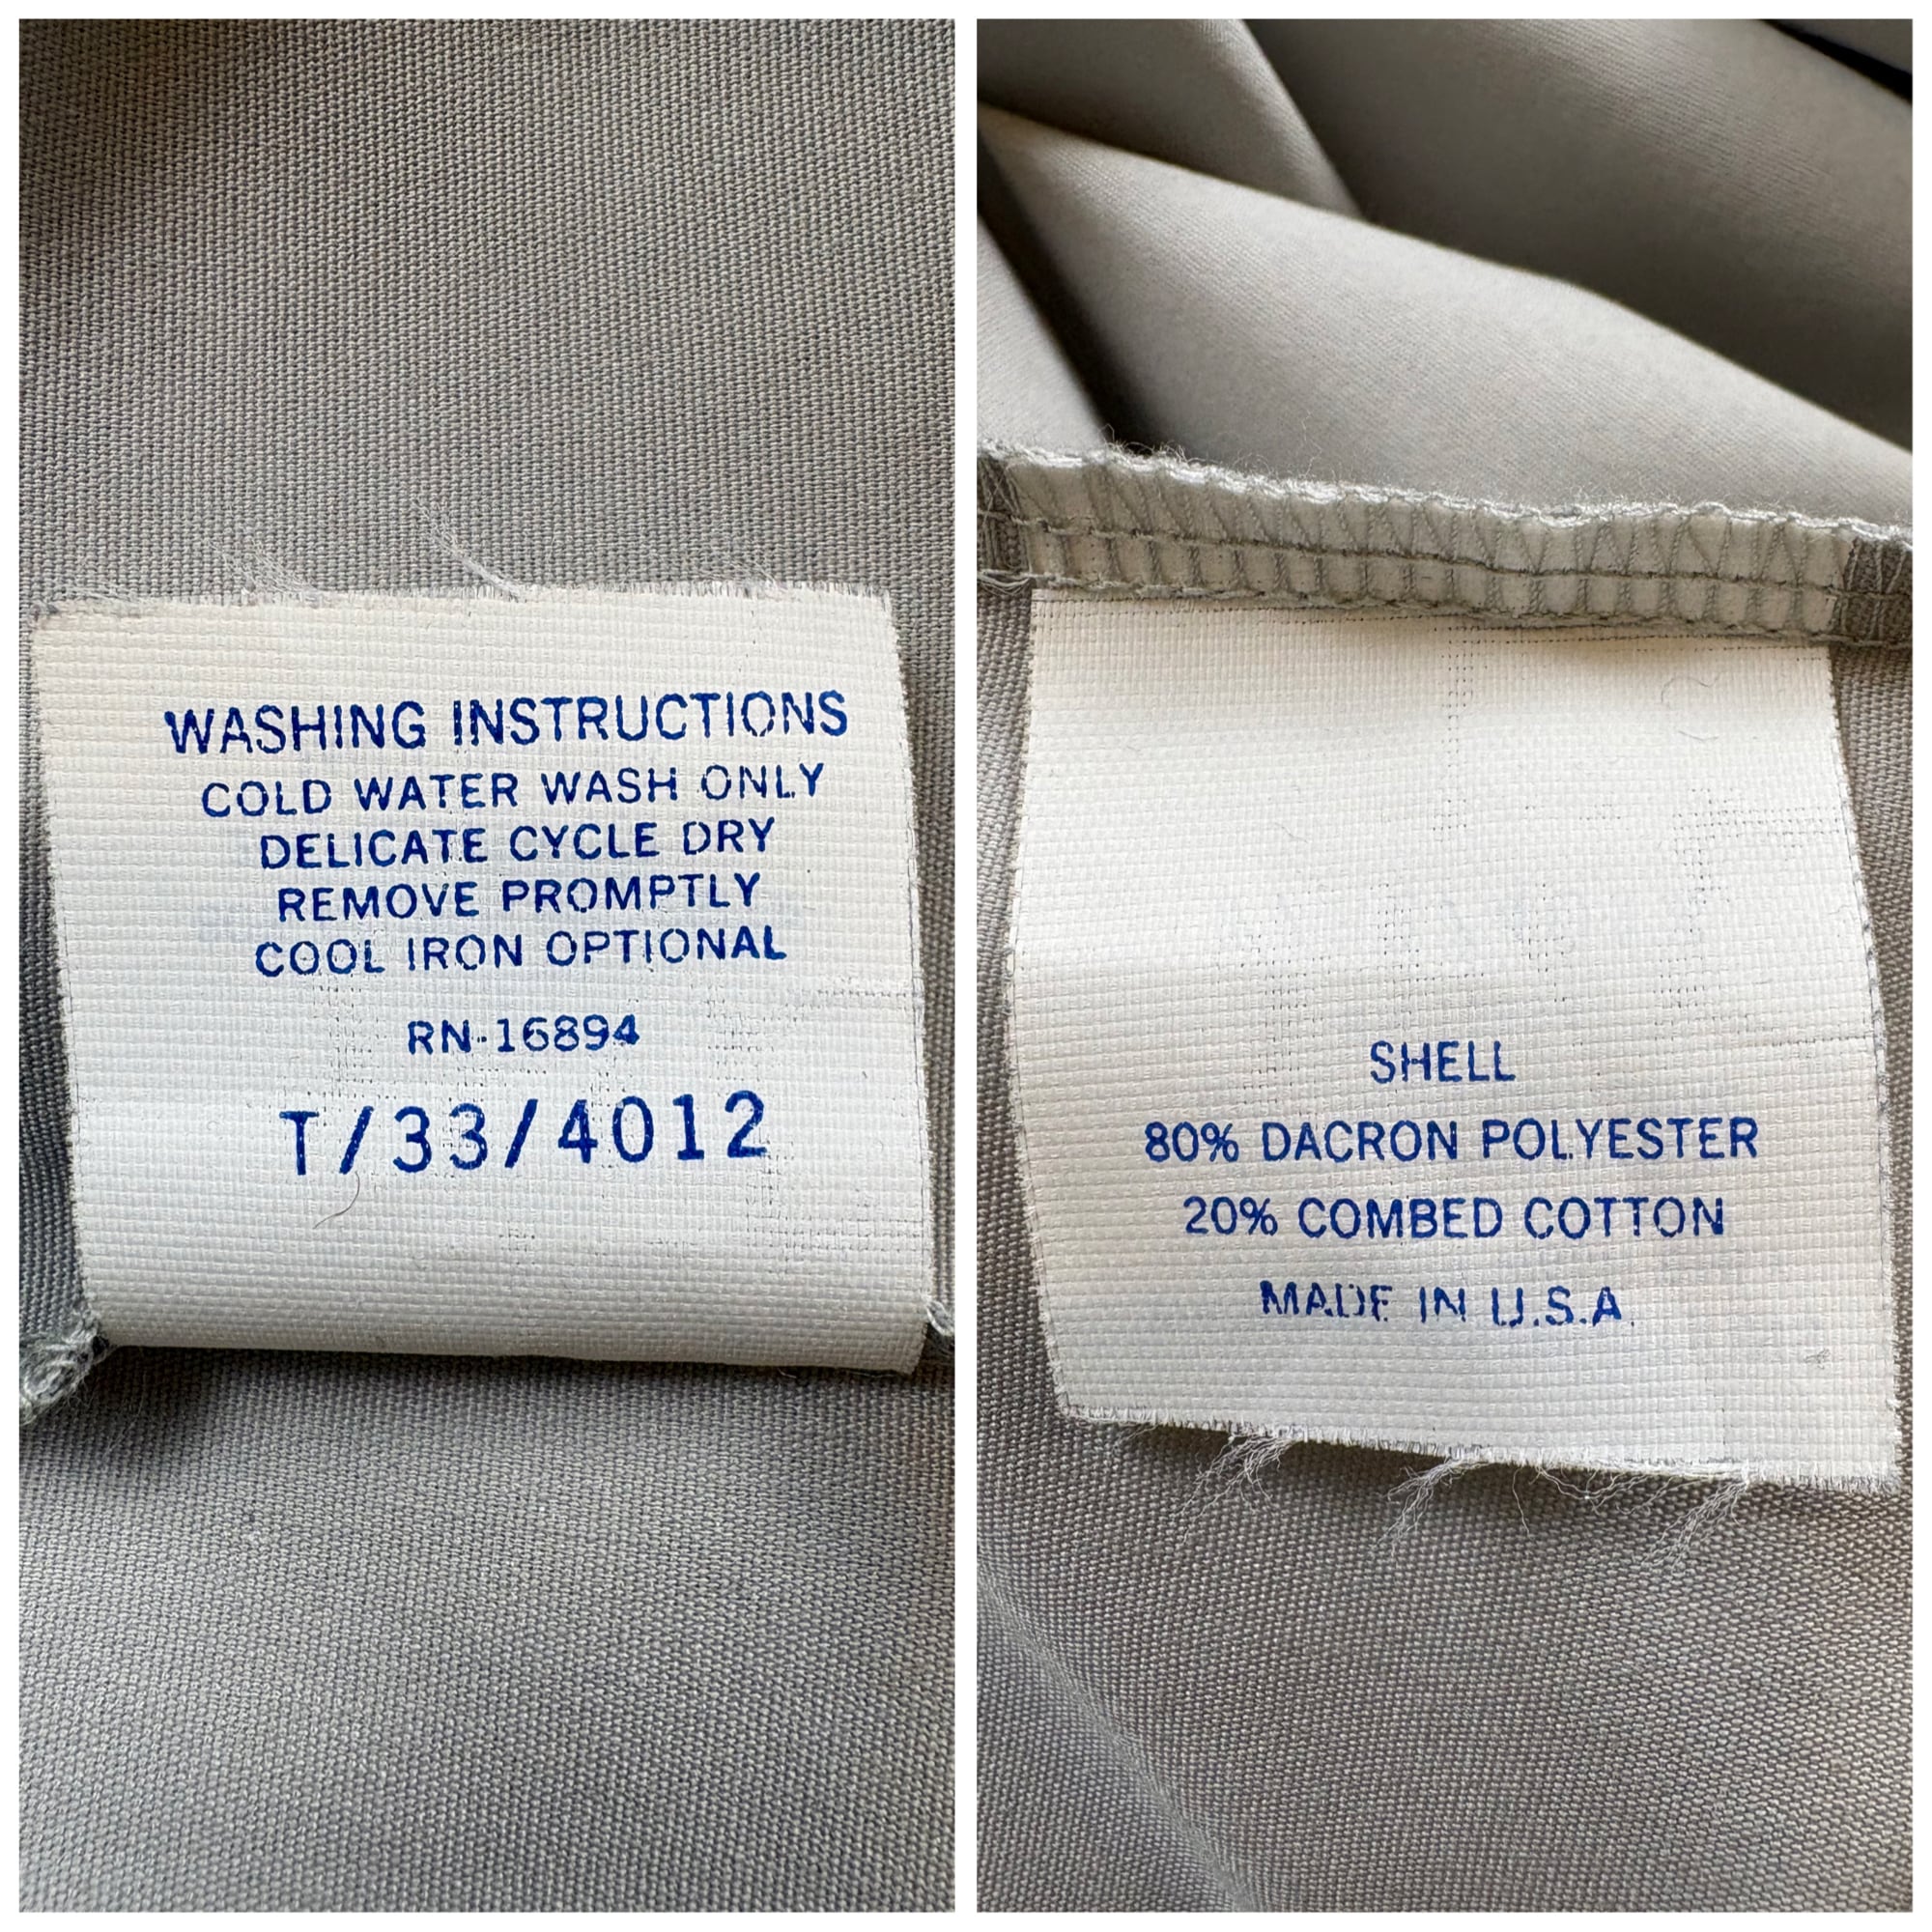 WASHING INSTRUCTIONS
COLD WATER WASH ONLY
DELICATE CYCLE DRY
REMOVE PROMPTLY
COOL IRON OPTIONAL
RN-16894
T/33/4012
SHELL
80% DACRON POLYESTER
20% COMBED COTTON
MADE IN U.S.A.